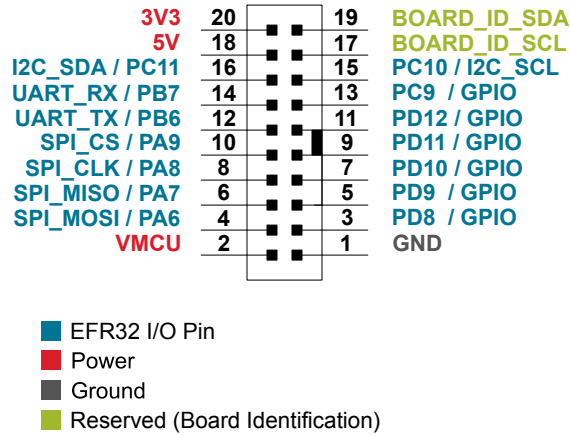 3V3 20 19 BOARD_ID_SDA
5V 18 17 BOARD_ID_SCL
I2C_SDA / PC11 16 15 PC10 / I2C_SCL
UART_RX / PB7 14 13 PC9 / GPIO
UART_TX / PB6 12 11 PD12 / GPIO
SPI_CS / PA9 10 9 PD11 / GPIO
SPI_CLK / PA8 8 7 PD10 / GPIO
SPI_MISO / PA7 6 5 PD9 / GPIO
SPI_MOSI / PA6 4 3 PD8 / GPIO
VMCU 2 1 GND
EFR32 I/O Pin
Power
Ground
Reserved (Board Identification)